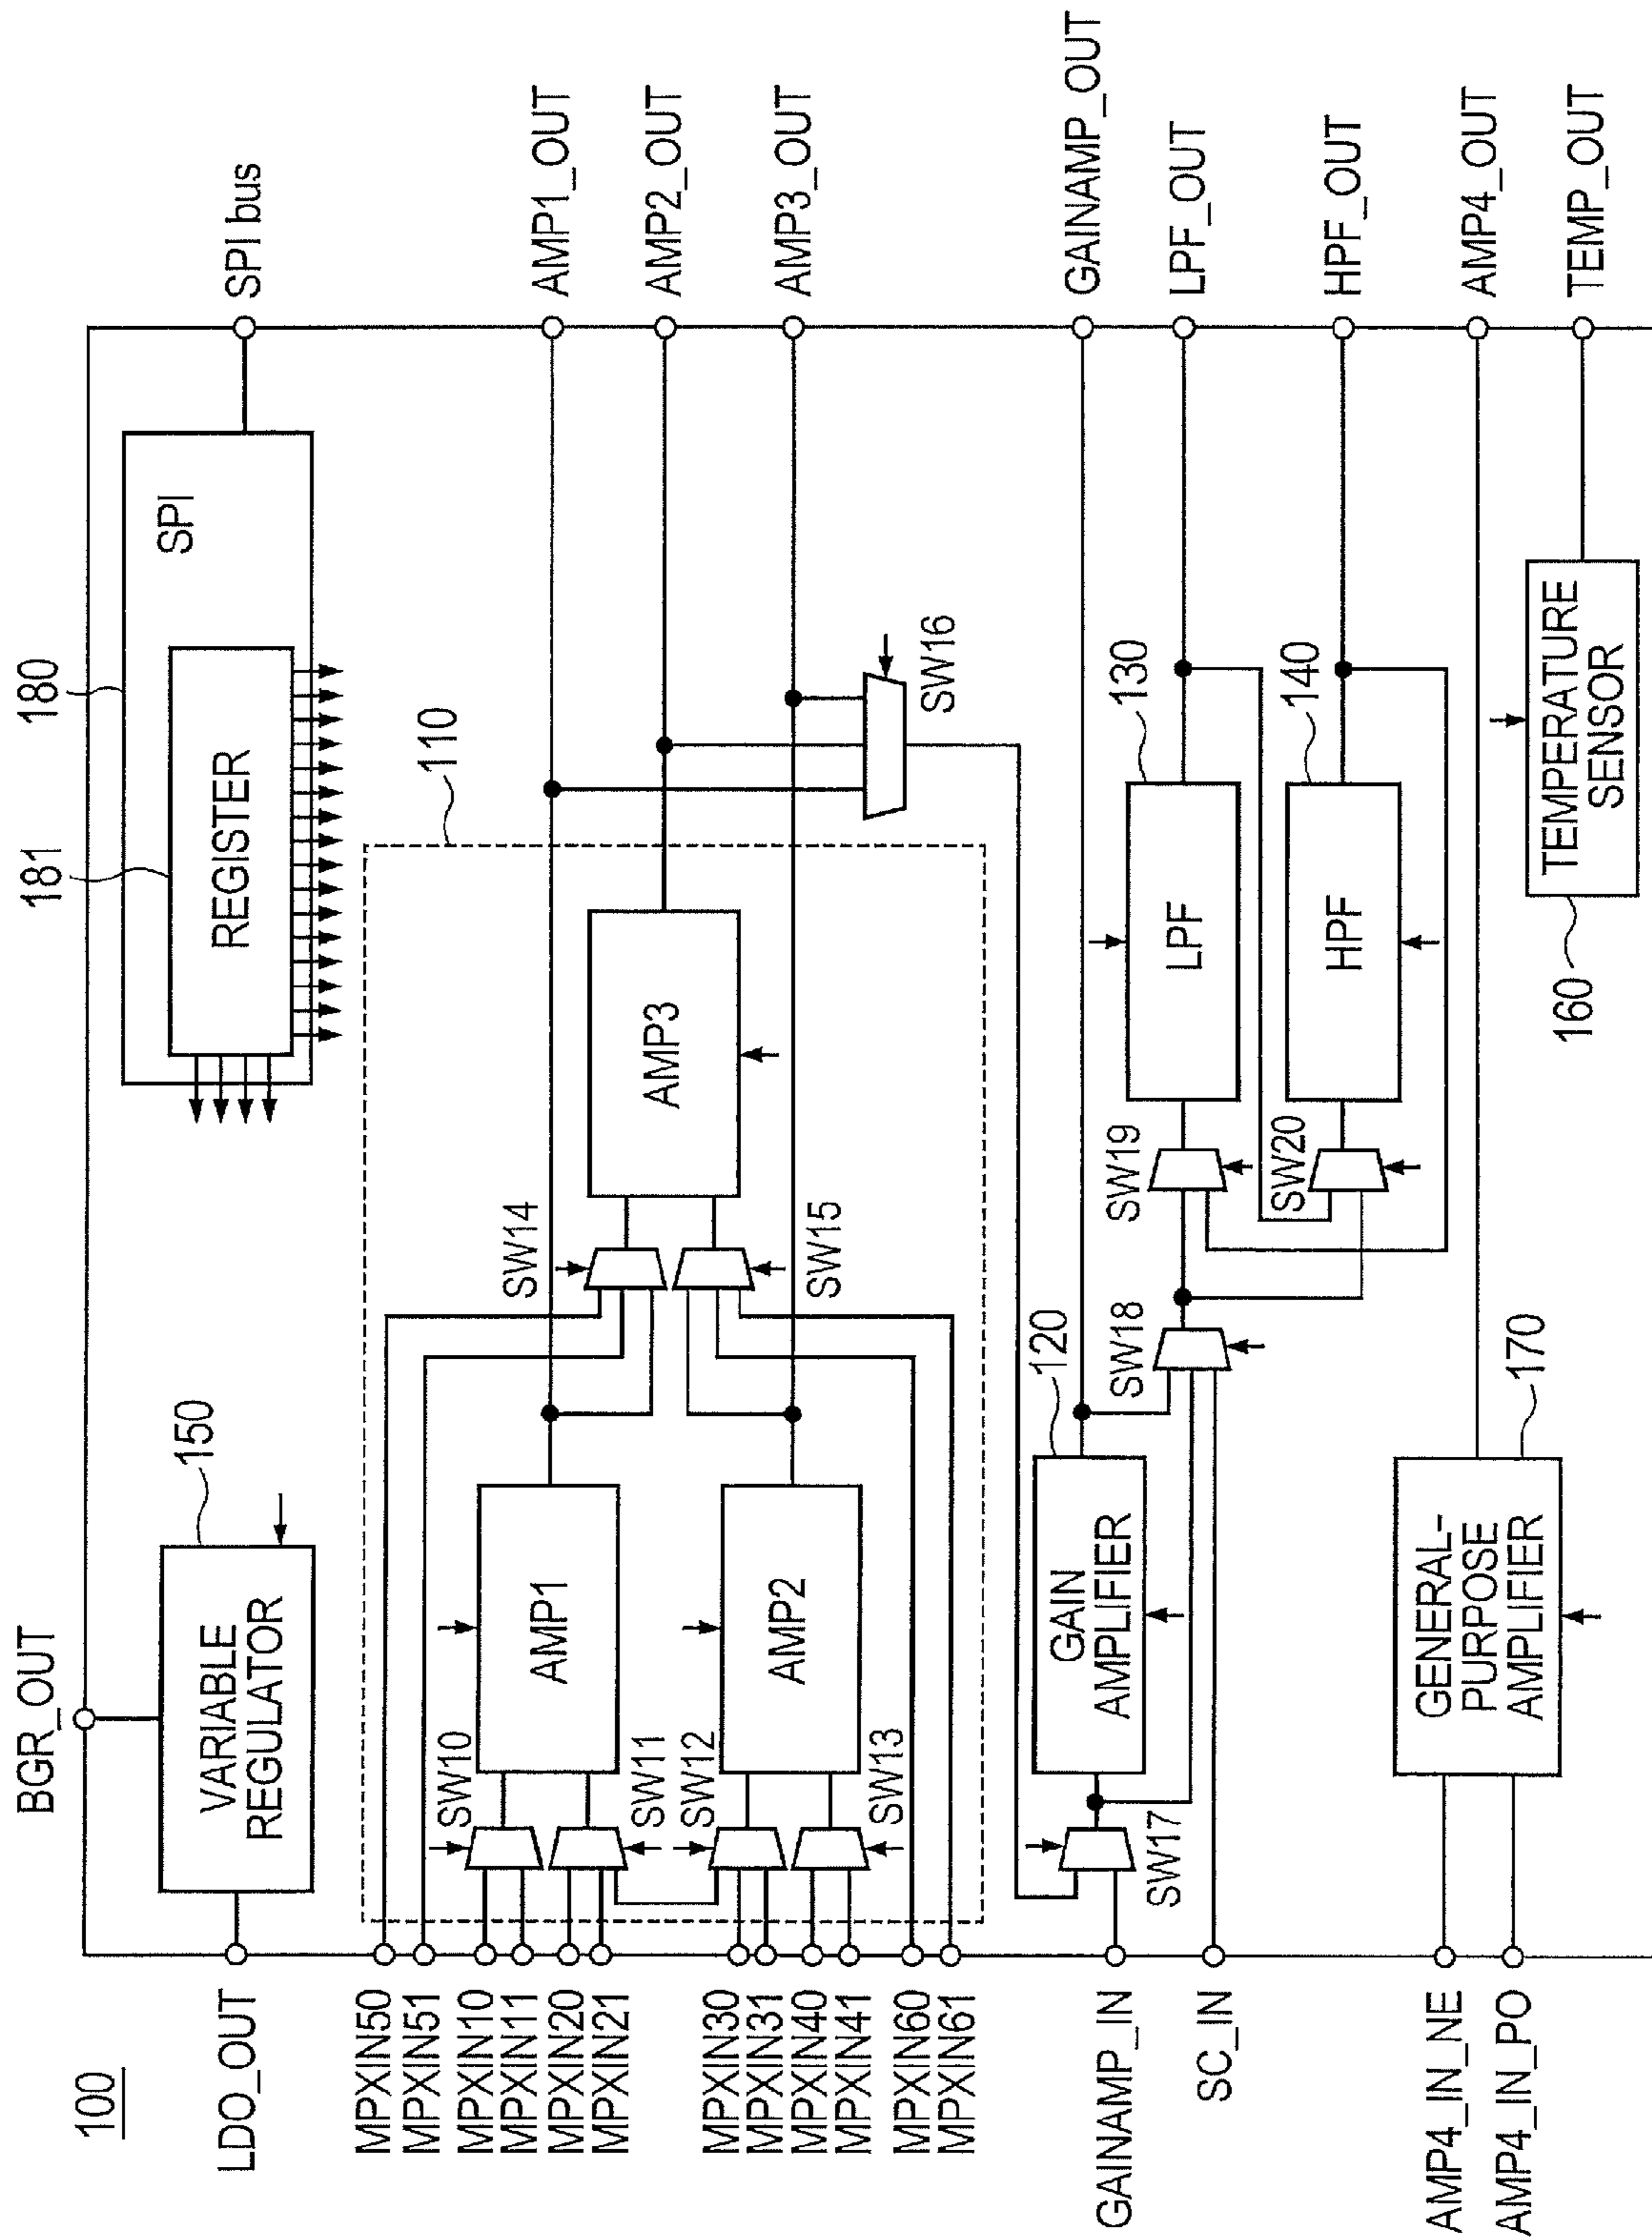 100
BGR_OUT
LDO_OUT
VARIABLE
REGULATOR
150
181
180
REGISTER
SPI
SPI bus
110
MPXIN50
MPXIN51
MPXIN10
MPXIN11
MPXIN20
MPXIN21
MPXIN30
MPXIN31
MPXIN40
MPXIN41
MPXIN60
MPXIN61
SW10
SW11
SW12
SW13
AMP1
AMP2
SW14
SW15
AMP3
SW16
AMP1_OUT
AMP2_OUT
AMP3_OUT
GAINAMP_IN
SC_IN
SW17
GAIN
AMPLIFIER
120
SW18
SW19
SW20
LPF
130
HPF
140
GAINAMP_OUT
LPF_OUT
HPF_OUT
AMP4_IN_NE
AMP4_IN_PO
GENERAL-
PURPOSE
AMPLIFIER
170
AMP4_OUT
160
TEMPERATURE
SENSOR
TEMP_OUT